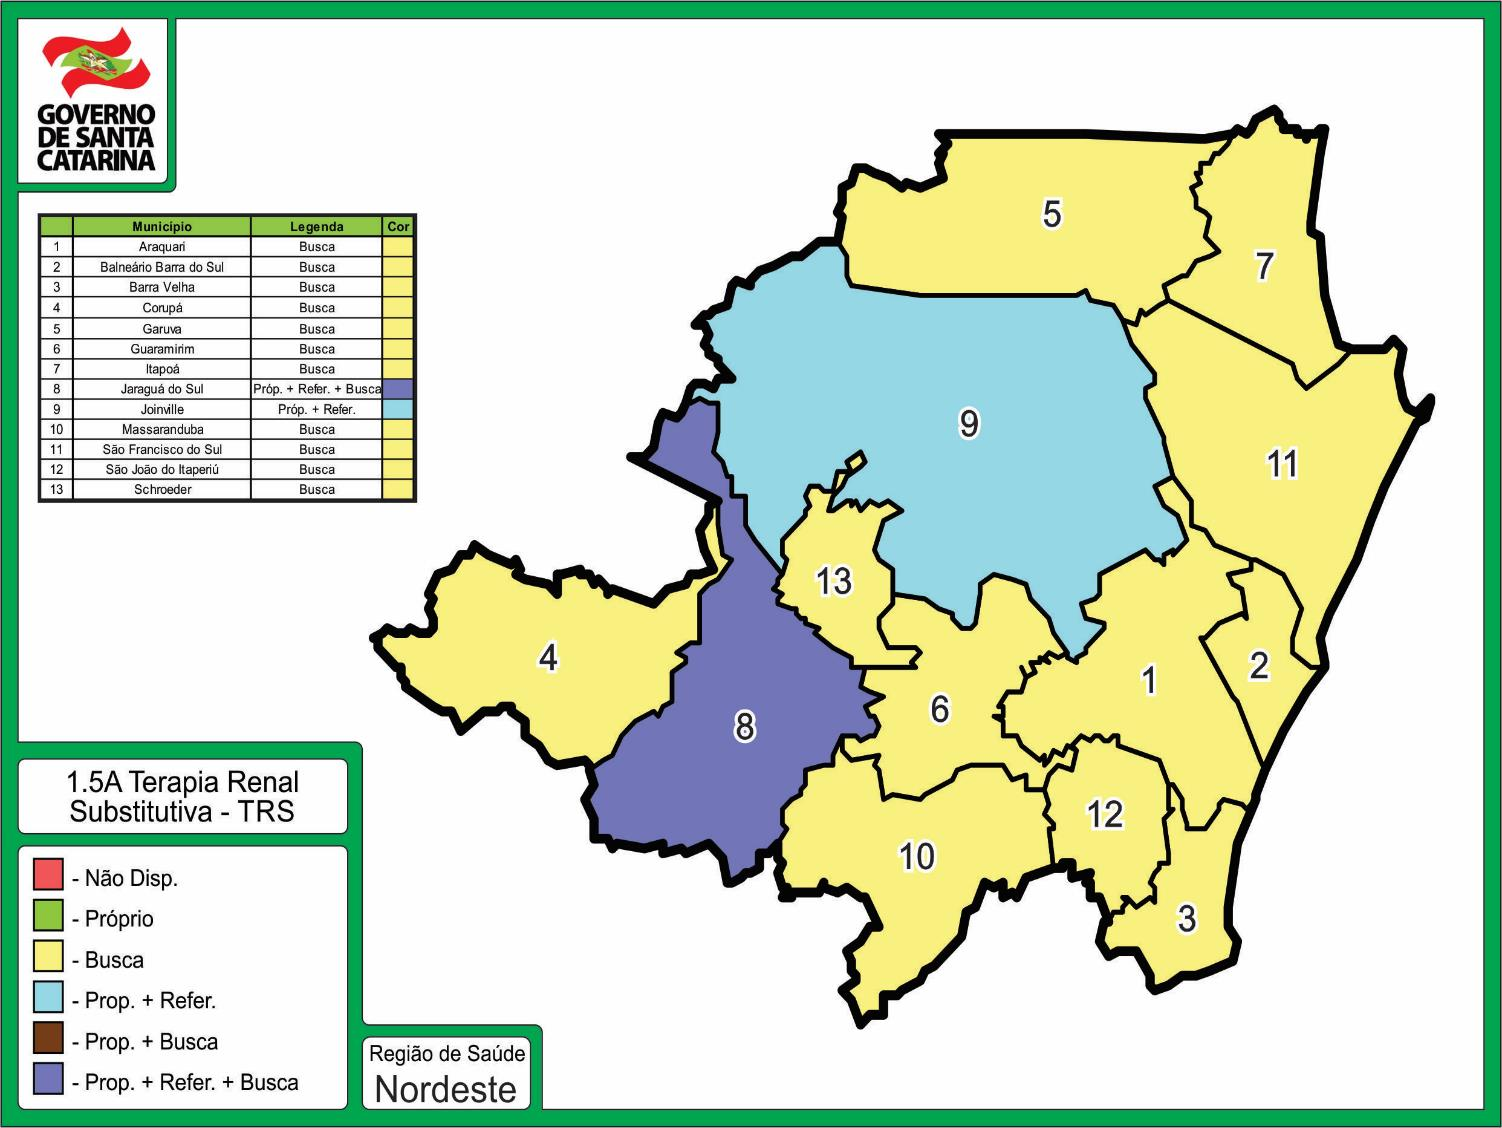 GOVERNO
DE SANTA
CATARINA
Município Legenda Cor
1 Araquari Busca
2 Balneário Barra do Sul Busca
3 Barra Velha Busca
4 Corupá Busca
5 Garuva Busca
6 Guaramirim Busca
7 Itapoá Busca
8 Jaraguá do Sul Próp. + Refer. + Busca
9 Joinville Próp. + Refer.
10 Massaranduba Busca
11 São Francisco do Sul Busca
12 São João do Itaperiú Busca
13 Schroeder Busca
5
7
9
11
13
4
2
1
6
8
12
10
3
1.5A Terapia Renal
Substitutiva - TRS
- Não Disp.
- Próprio
- Busca
- Prop. + Refer.
- Prop. + Busca
- Prop. + Refer. + Busca
Região de Saúde
Nordeste